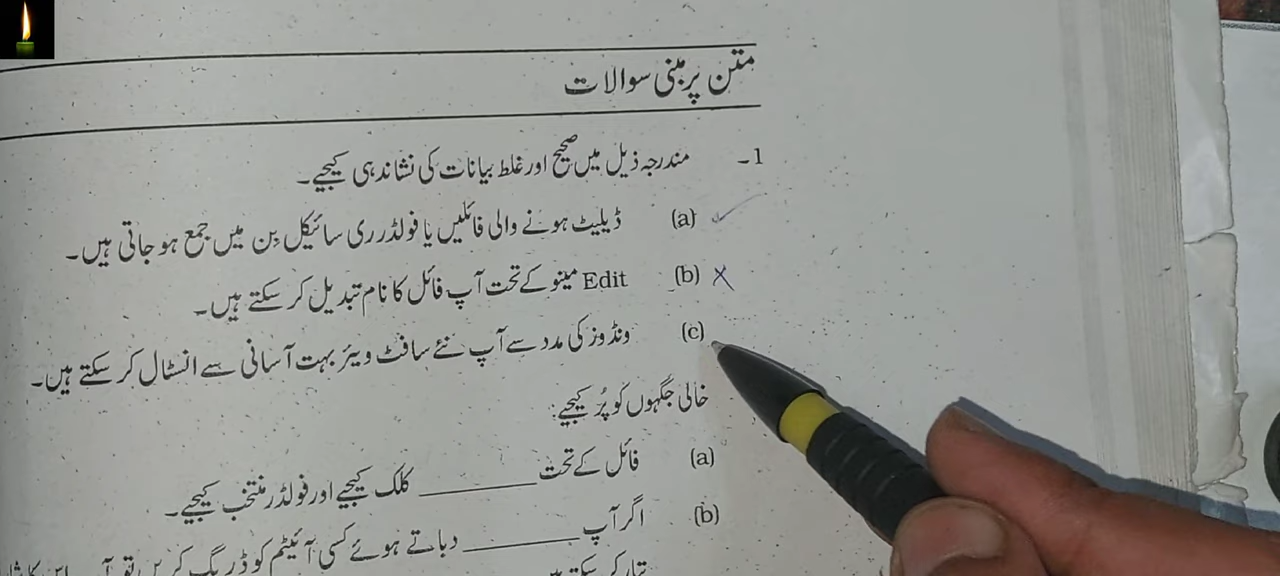 متن پر مبنی سوالات
1۔ مندرجہ ذیل میں صحیح اور غلط بیانات کی نشاندہی کیجیے۔
(a) ڈیلیٹ ہونے والی فائلیں یا فولڈر ری سائیکل بِن میں جمع ہو جاتی ہیں۔
(b) Edit مینو کے تحت آپ فائل کا نام تبدیل کر سکتے ہیں۔
(c) ونڈوز کی مدد سے آپ نئے سافٹ ویئر بہت آسانی سے انسٹال کر سکتے ہیں۔
خالی جگہوں کو پُر کیجیے:
(a) فائل کے تحت ________ کلک کیجیے اور فولڈر منتخب کیجیے۔
(b) اگر آپ ________ دباتے ہوئے کسی آئیٹم کو ڈریگ کریں تو